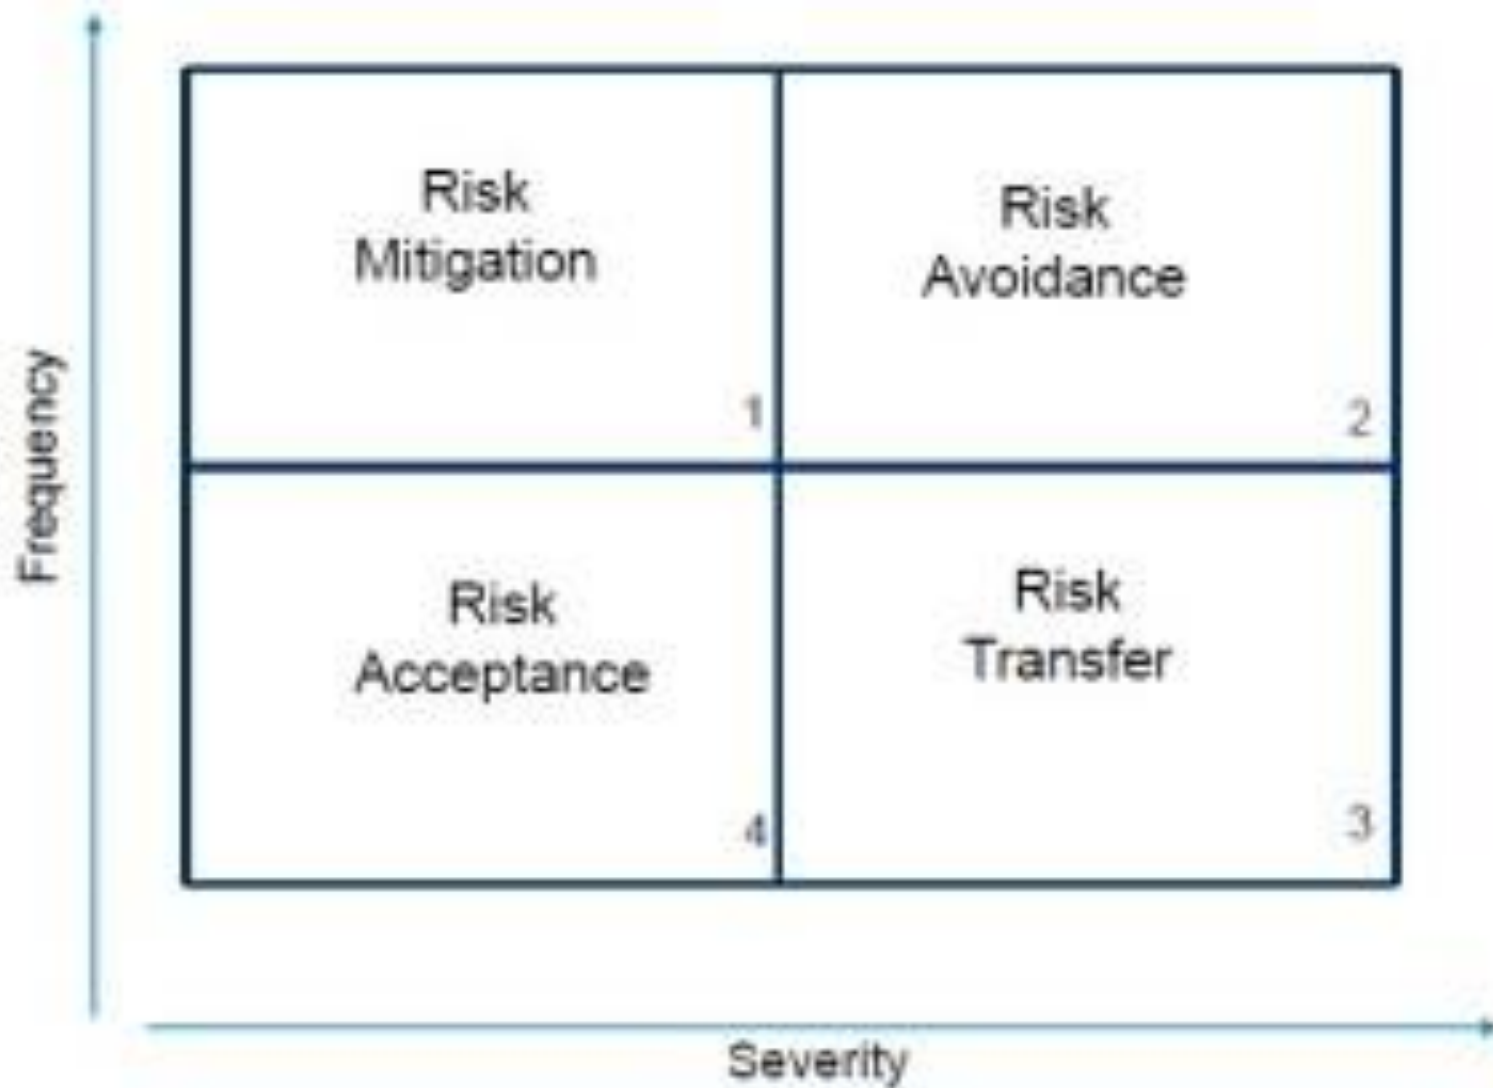 Risk
Mitigation
1
Risk
Avoidance
2
Frequency
Risk
Acceptance
4
Risk
Transfer
3
Severity